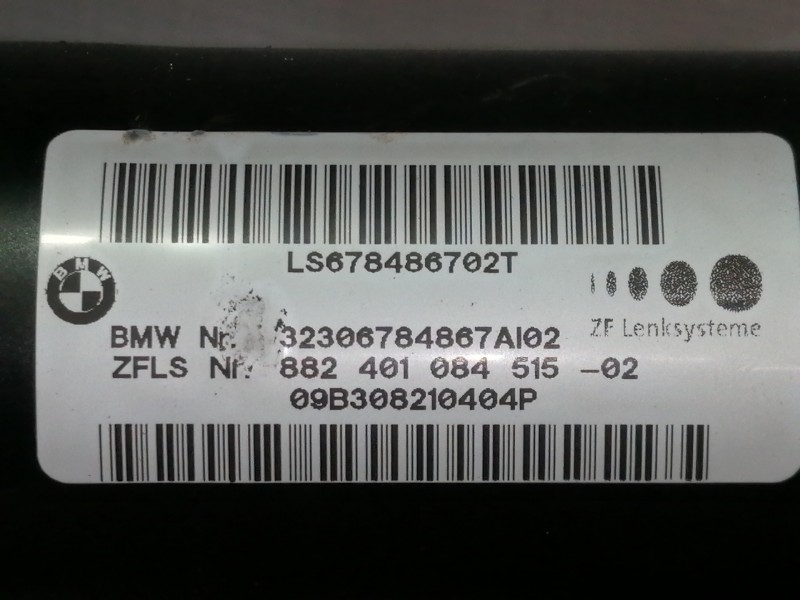 LS678486702T
BMW
BMW Nr. 32306784867AI02
ZF Lenksysteme
ZFLS Nr. 882 401 084 515 -02
09B308210404P